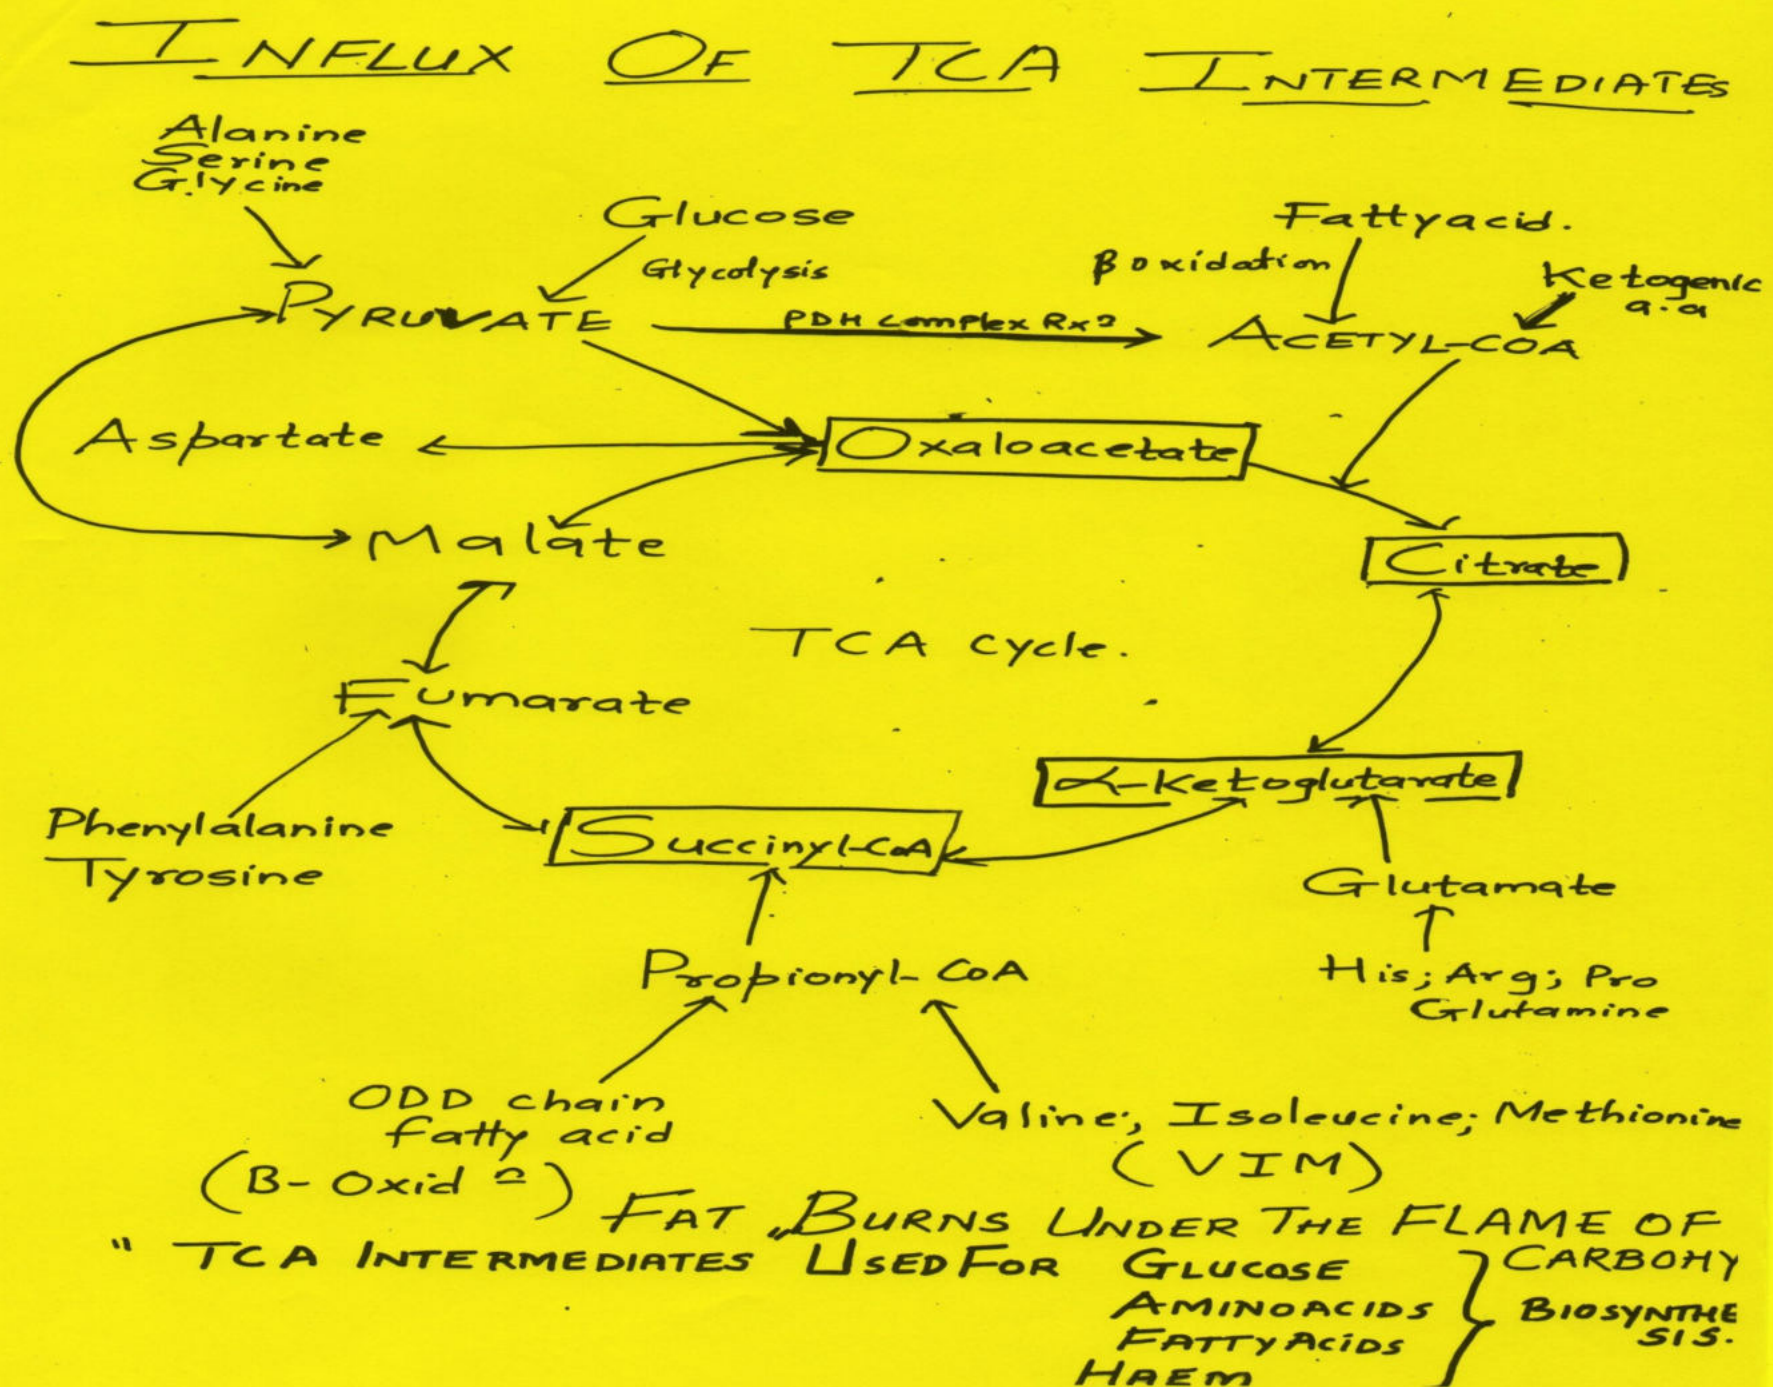 INFLUX OF TCA INTERMEDIATES
Alanine
Serine
Glycine
Glucose
Fattyacid.
Glycolysis
β oxidation
Ketogenic
a.a
PYRUVATE
PDH Complex Rxn
ACETYL-COA
Aspartate
Oxaloacetate
Malate
Citrate
TCA cycle.
Fumarate
α-Ketoglutarate
Phenylalanine
Tyrosine
Succinyl-CoA
Glutamate
Propionyl-CoA
His; Arg; Pro
Glutamine
ODD chain
fatty acid
(B-Oxid n)
Valine; Isoleucine; Methionine
(VIM)
FAT BURNS UNDER THE FLAME OF
CARBOHY
" TCA INTERMEDIATES USED FOR GLUCOSE
AMINOACIDS
FATTY ACIDS
HAEM
BIOSYNTHE
SIS.